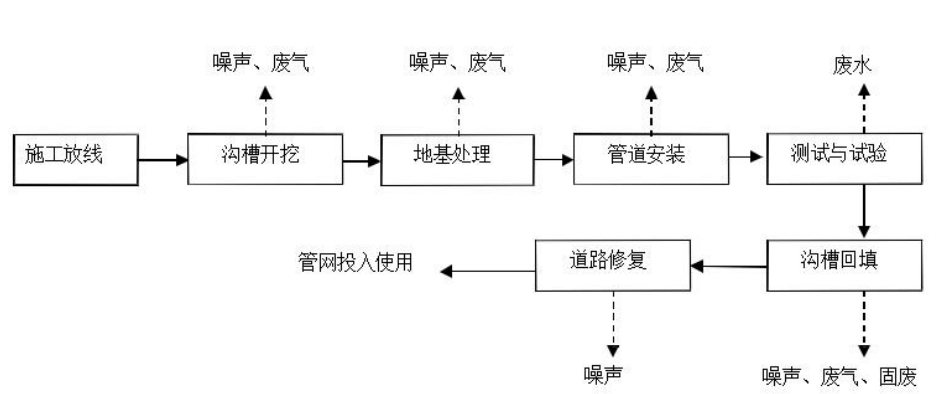 噪声、废气
噪声、废气
噪声、废气
废水
施工放线
沟槽开挖
地基处理
管道安装
测试与试验
管网投入使用
道路修复
沟槽回填
噪声
噪声、废气、固废